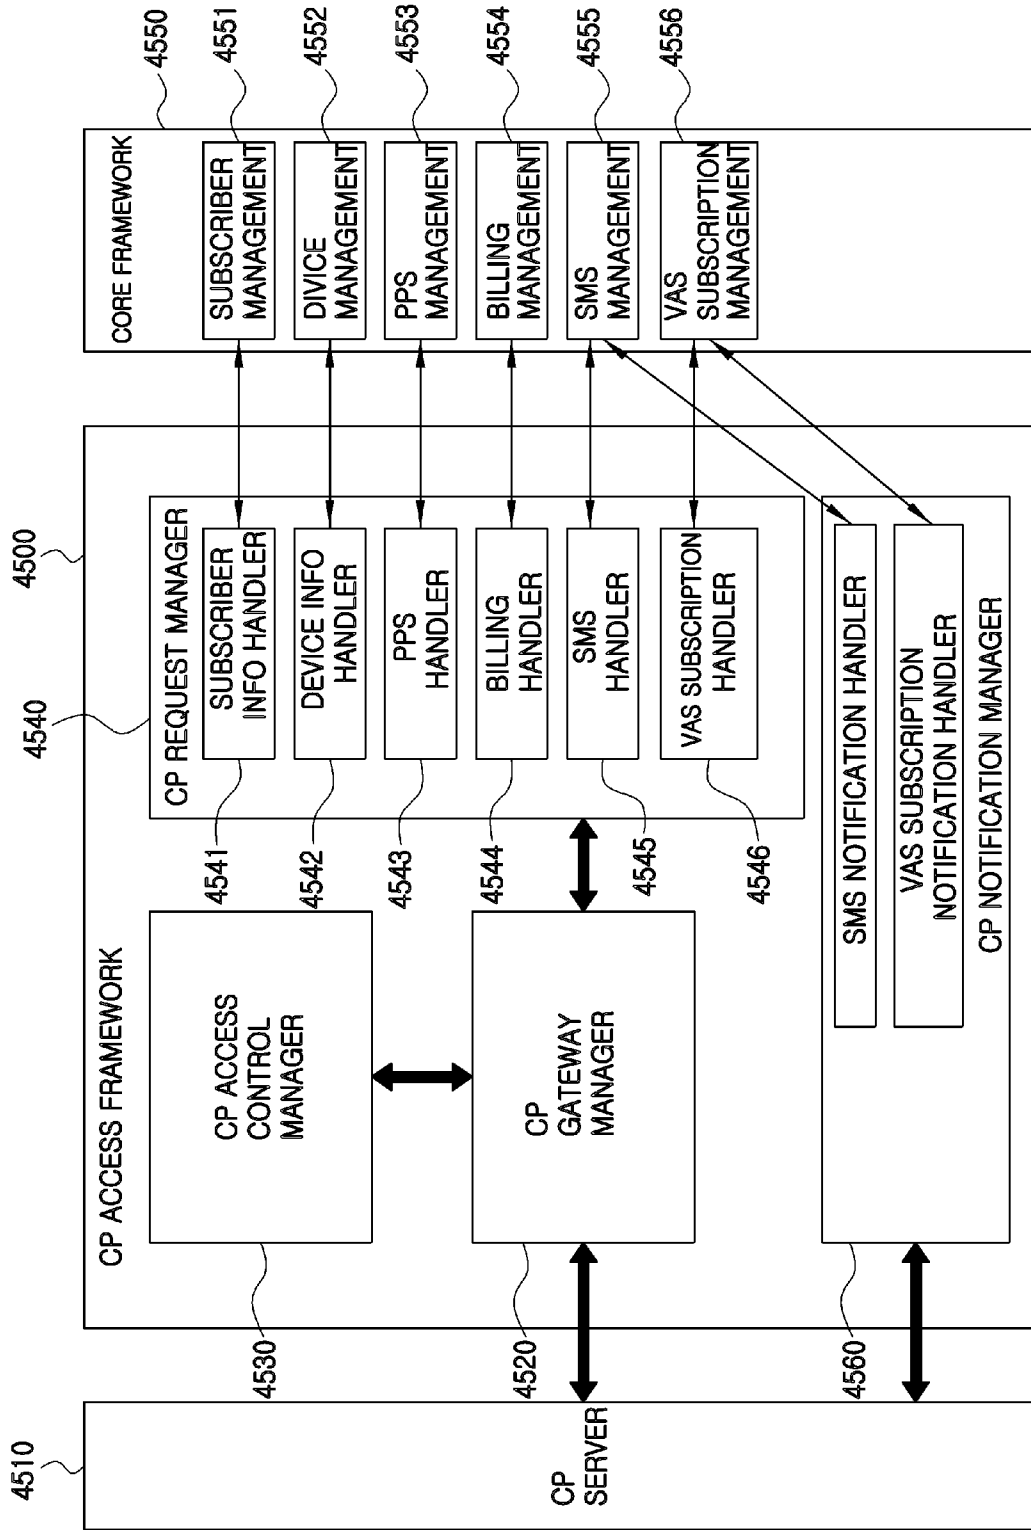 4510
CP
SERVER
4500
CP ACCESS FRAMEWORK
4530
CP ACCESS
CONTROL
MANAGER
4520
CP
GATEWAY
MANAGER
4540
CP REQUEST MANAGER
4541
SUBSCRIBER
INFO HANDLER
4542
DEVICE INFO
HANDLER
4543
PPS
HANDLER
4544
BILLING
HANDLER
4545
SMS
HANDLER
4546
VAS SUBSCRIPTION
HANDLER
4560
SMS NOTIFICATION HANDLER
VAS SUBSCRIPTION
NOTIFICATION HANDLER
CP NOTIFICATION MANAGER
4550
CORE FRAMEWORK
4551
SUBSCRIBER
MANAGEMENT
4552
DIVICE
MANAGEMENT
4553
PPS
MANAGEMENT
4554
BILLING
MANAGEMENT
4555
SMS
MANAGEMENT
4556
VAS
SUBSCRIPTION
MANAGEMENT